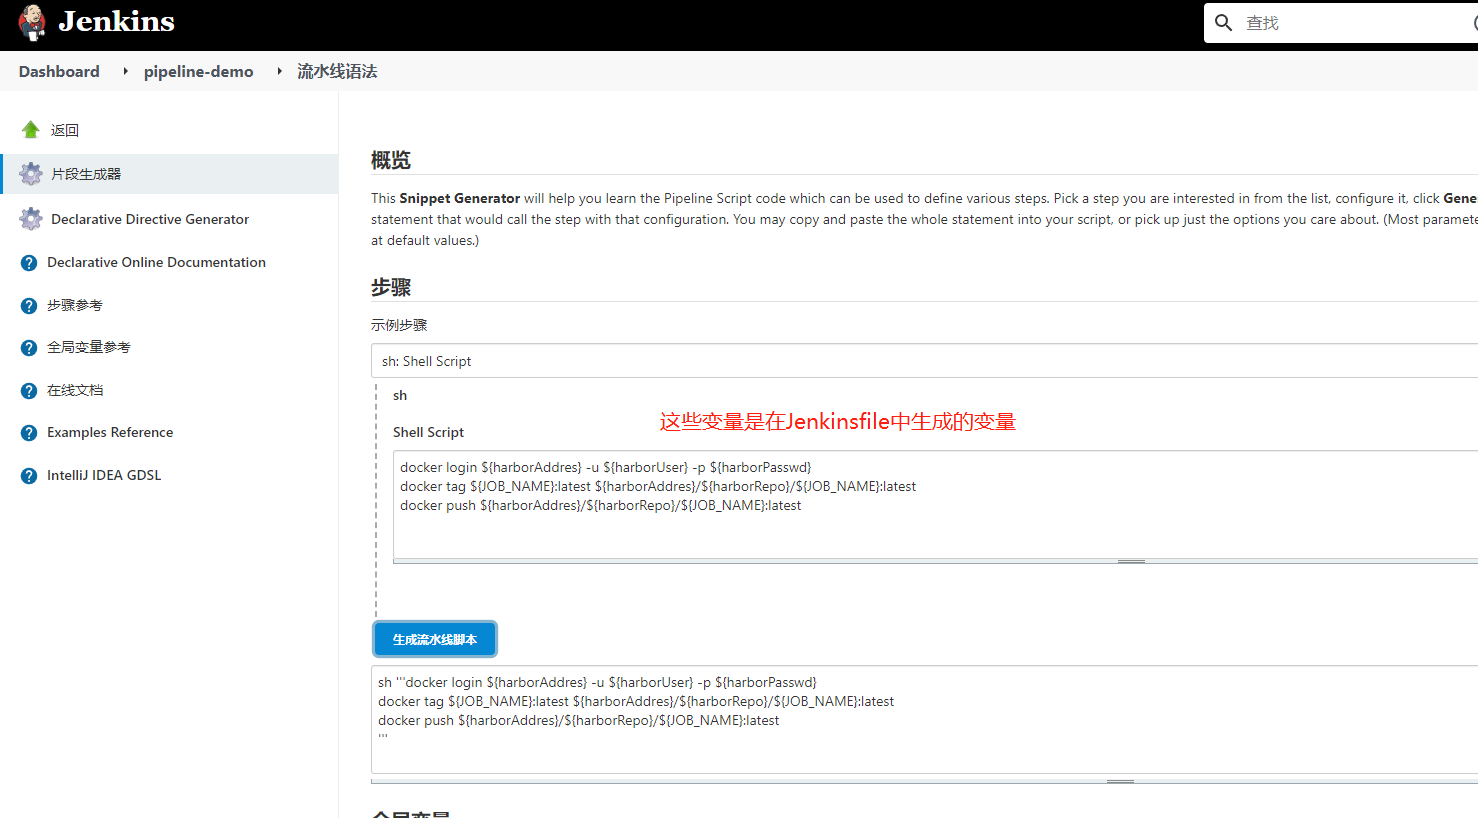 Jenkins
查找
Dashboard pipeline-demo 流水线语法
返回
片段生成器
Declarative Directive Generator
Declarative Online Documentation
步骤参考
全局变量参考
在线文档
Examples Reference
IntelliJ IDEA GDSL
概览
This Snippet Generator will help you learn the Pipeline Script code which can be used to define various steps. Pick a step you are interested in from the list, configure it, click Gene
statement that would call the step with that configuration. You may copy and paste the whole statement into your script, or pick up just the options you care about. (Most paramete
at default values.)
步骤
示例步骤
sh: Shell Script
sh
这些变量是在Jenkinsfile中生成的变量
Shell Script
docker login ${harborAddres} -u ${harborUser} -p ${harborPasswd}
docker tag ${JOB_NAME}:latest ${harborAddres}/${harborRepo}/${JOB_NAME}:latest
docker push ${harborAddres}/${harborRepo}/${JOB_NAME}:latest
生成流水线脚本
sh '''docker login ${harborAddres} -u ${harborUser} -p ${harborPasswd}
docker tag ${JOB_NAME}:latest ${harborAddres}/${harborRepo}/${JOB_NAME}:latest
docker push ${harborAddres}/${harborRepo}/${JOB_NAME}:latest
'''
全局变量